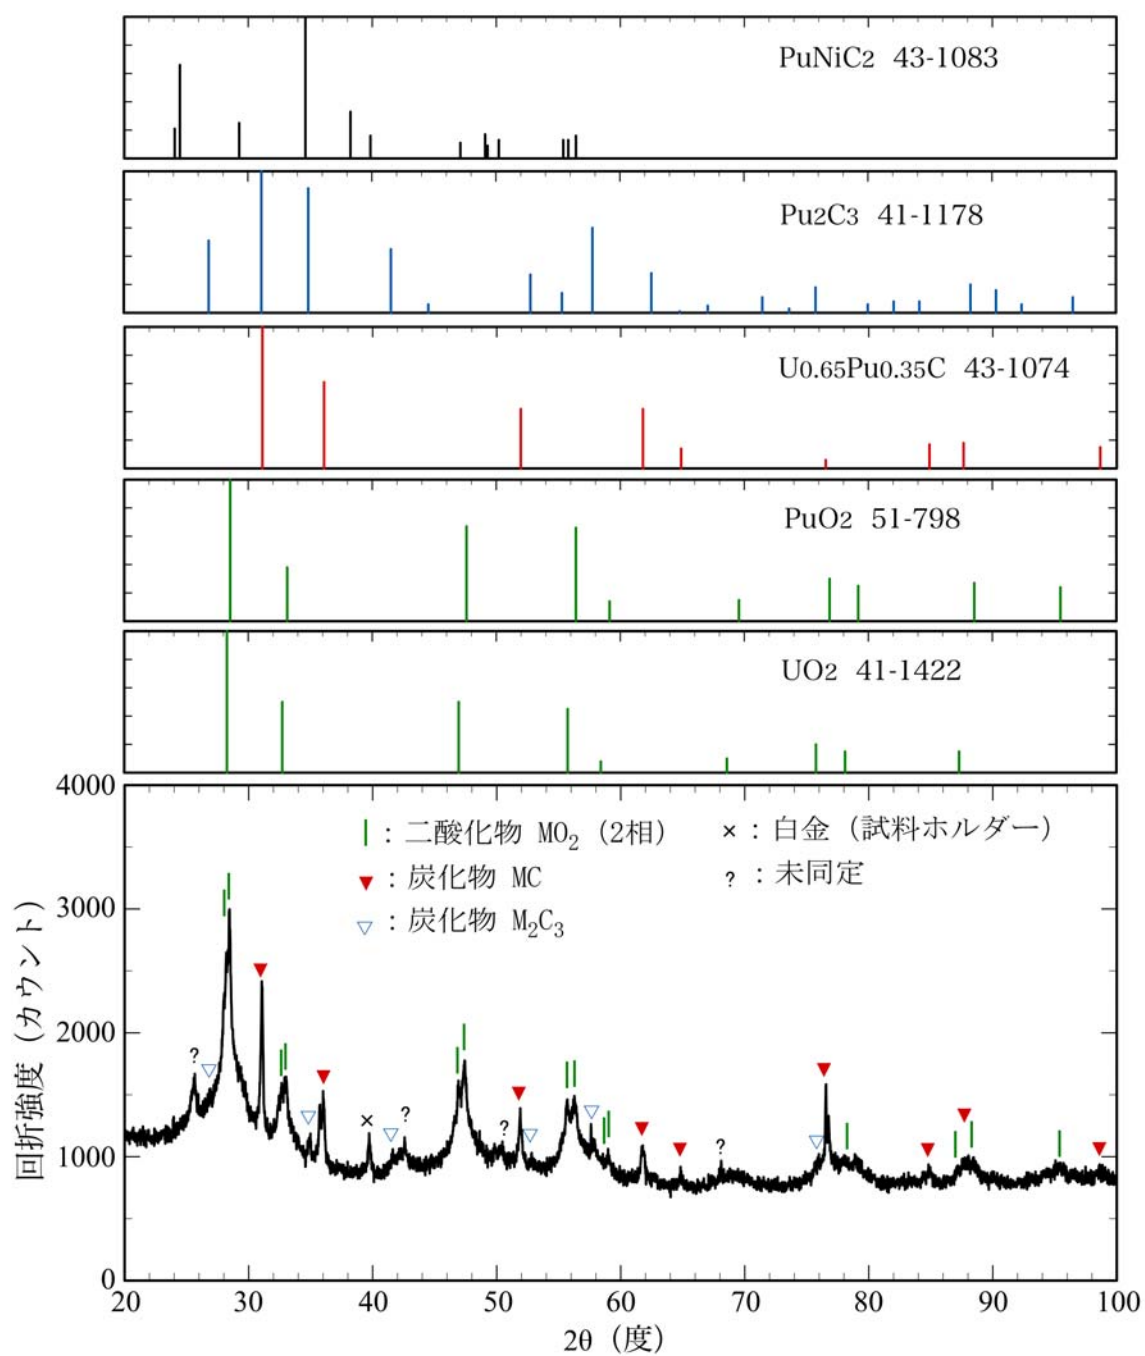 PuNiC2 43-1083
Pu2C3 41-1178
U0.65Pu0.35C 43-1074
PuO2 51-798
UO2 41-1422
4000
3000
2000
1000
0
回折強度 (カウント)
| : 二酸化物 MO₂ (2相)
▼ : 炭化物 MC
▽ : 炭化物 M₂C₃
× : 白金 (試料ホルダー)
? : 未同定
?
×
?
?
?
20 30 40 50 60 70 80 90 100
2θ (度)